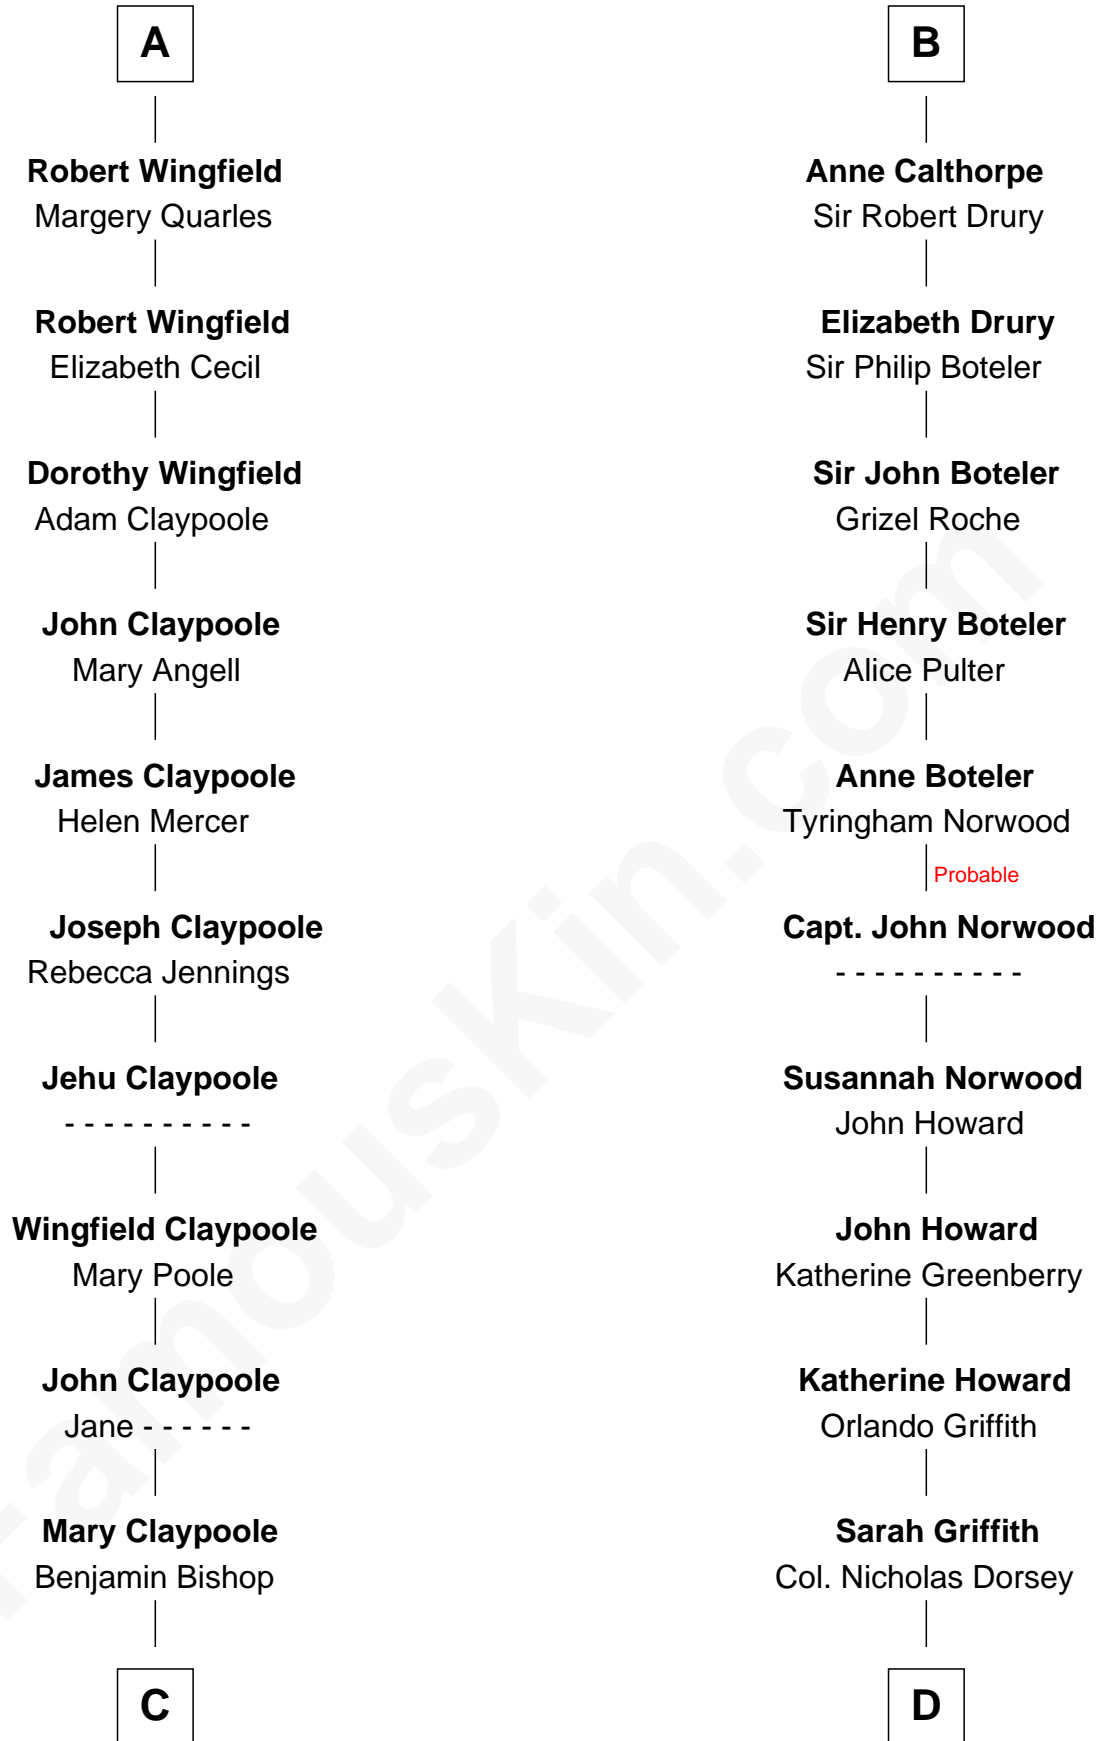 A
Robert Wingfield
Margery Quarles
Robert Wingfield
Elizabeth Cecil
Dorothy Wingfield
Adam Claypoole
John Claypoole
Mary Angell
James Claypoole
Helen Mercer
Joseph Claypoole
Rebecca Jennings
Jehu Claypoole
- - - - - - - - - -
Wingfield Claypoole
Mary Poole
John Claypoole
Jane - - - - - -
Mary Claypoole
Benjamin Bishop
C
B
Anne Calthorpe
Sir Robert Drury
Elizabeth Drury
Sir Philip Boteler
Sir John Boteler
Grizel Roche
Sir Henry Boteler
Alice Pulter
Anne Boteler
Tyringham Norwood
Probable
Capt. John Norwood
- - - - - - - - - -
Susannah Norwood
John Howard
John Howard
Katherine Greenberry
Katherine Howard
Orlando Griffith
Sarah Griffith
Col. Nicholas Dorsey
D
FamousKin.com